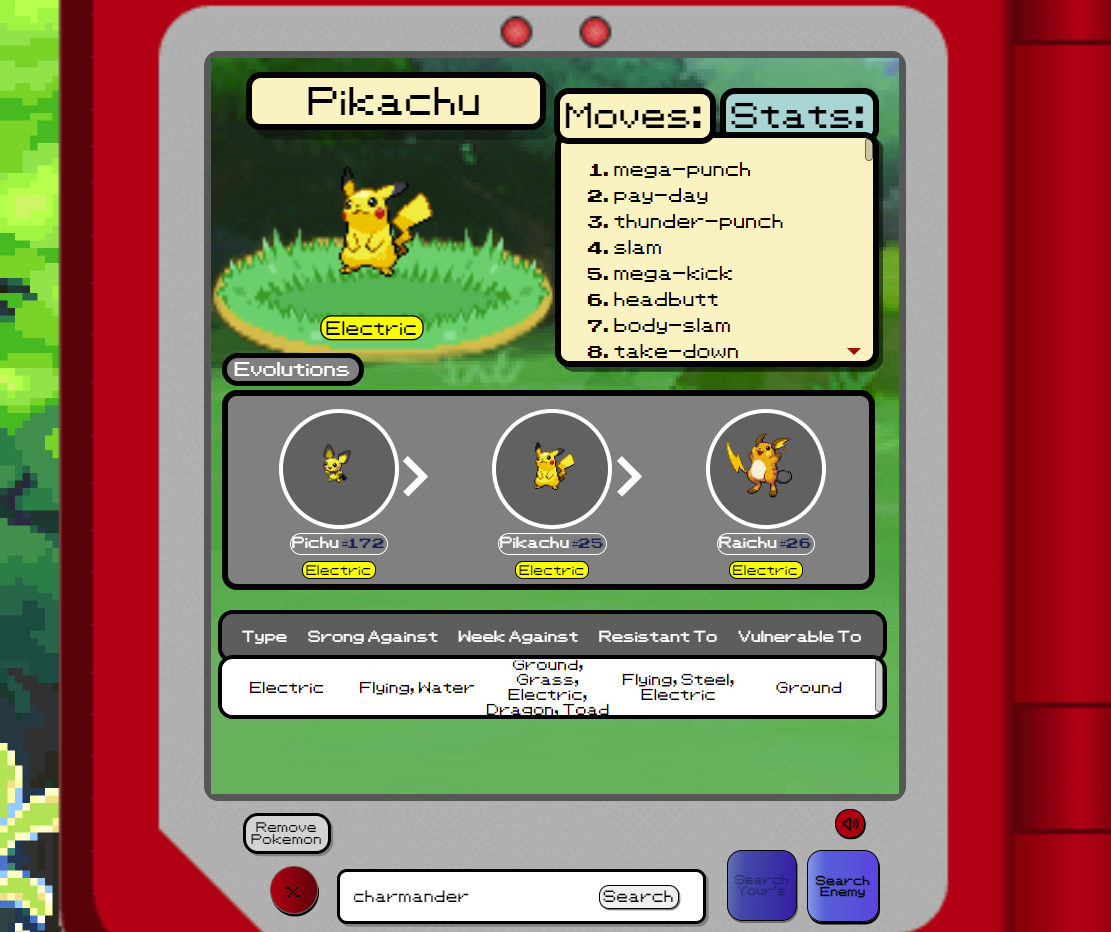 Pikachu
Moves:
Stats:
1. mega-punch
2. pay-day
3. thunder-punch
4. slam
5. mega-kick
6. headbutt
7. body-slam
8. take-down
Electric
Evolutions
Pichu #172
Pikachu #25
Raichu #26
Electric
Electric
Electric
Type Srong Against Week Against Resistant To Vulnerable To
Electric
Flying, Water
Ground,
Grass,
Electric,
Dragon, Toad
Flying, Steel,
Electric
Ground
Remove
Pokemon
x
charmander
Search
Search
Your's
Search
Enemy